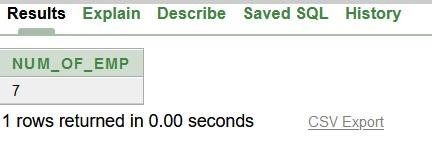 Results Explain Describe Saved SQL History
NUM_OF_EMP
7
1 rows returned in 0.00 seconds CSV Export